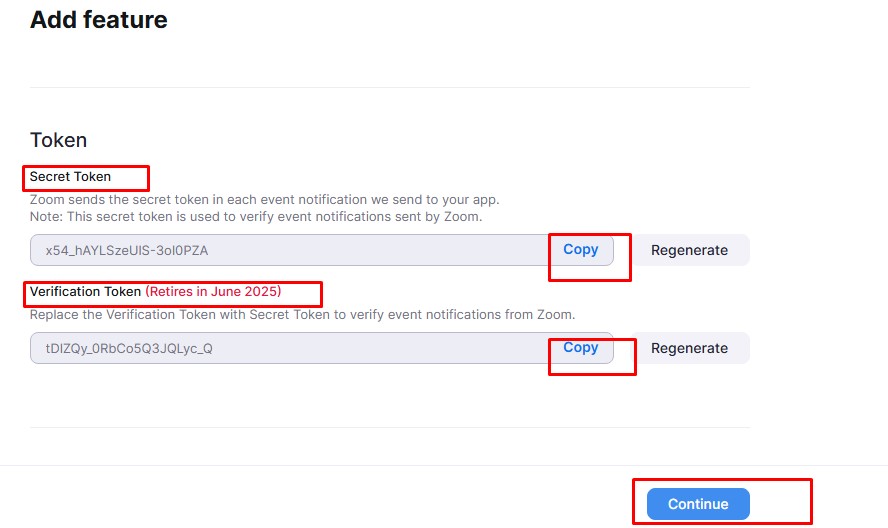 Add feature
Token
Secret Token
Zoom sends the secret token in each event notification we send to your app.
Note: This secret token is used to verify event notifications sent by Zoom.
x54_hAYLSzeUIS-3oI0PZA Copy Regenerate
Verification Token (Retires in June 2025)
Replace the Verification Token with Secret Token to verify event notifications from Zoom.
tDIZQy_0RbCo5Q3JQLyc_Q Copy Regenerate
Continue